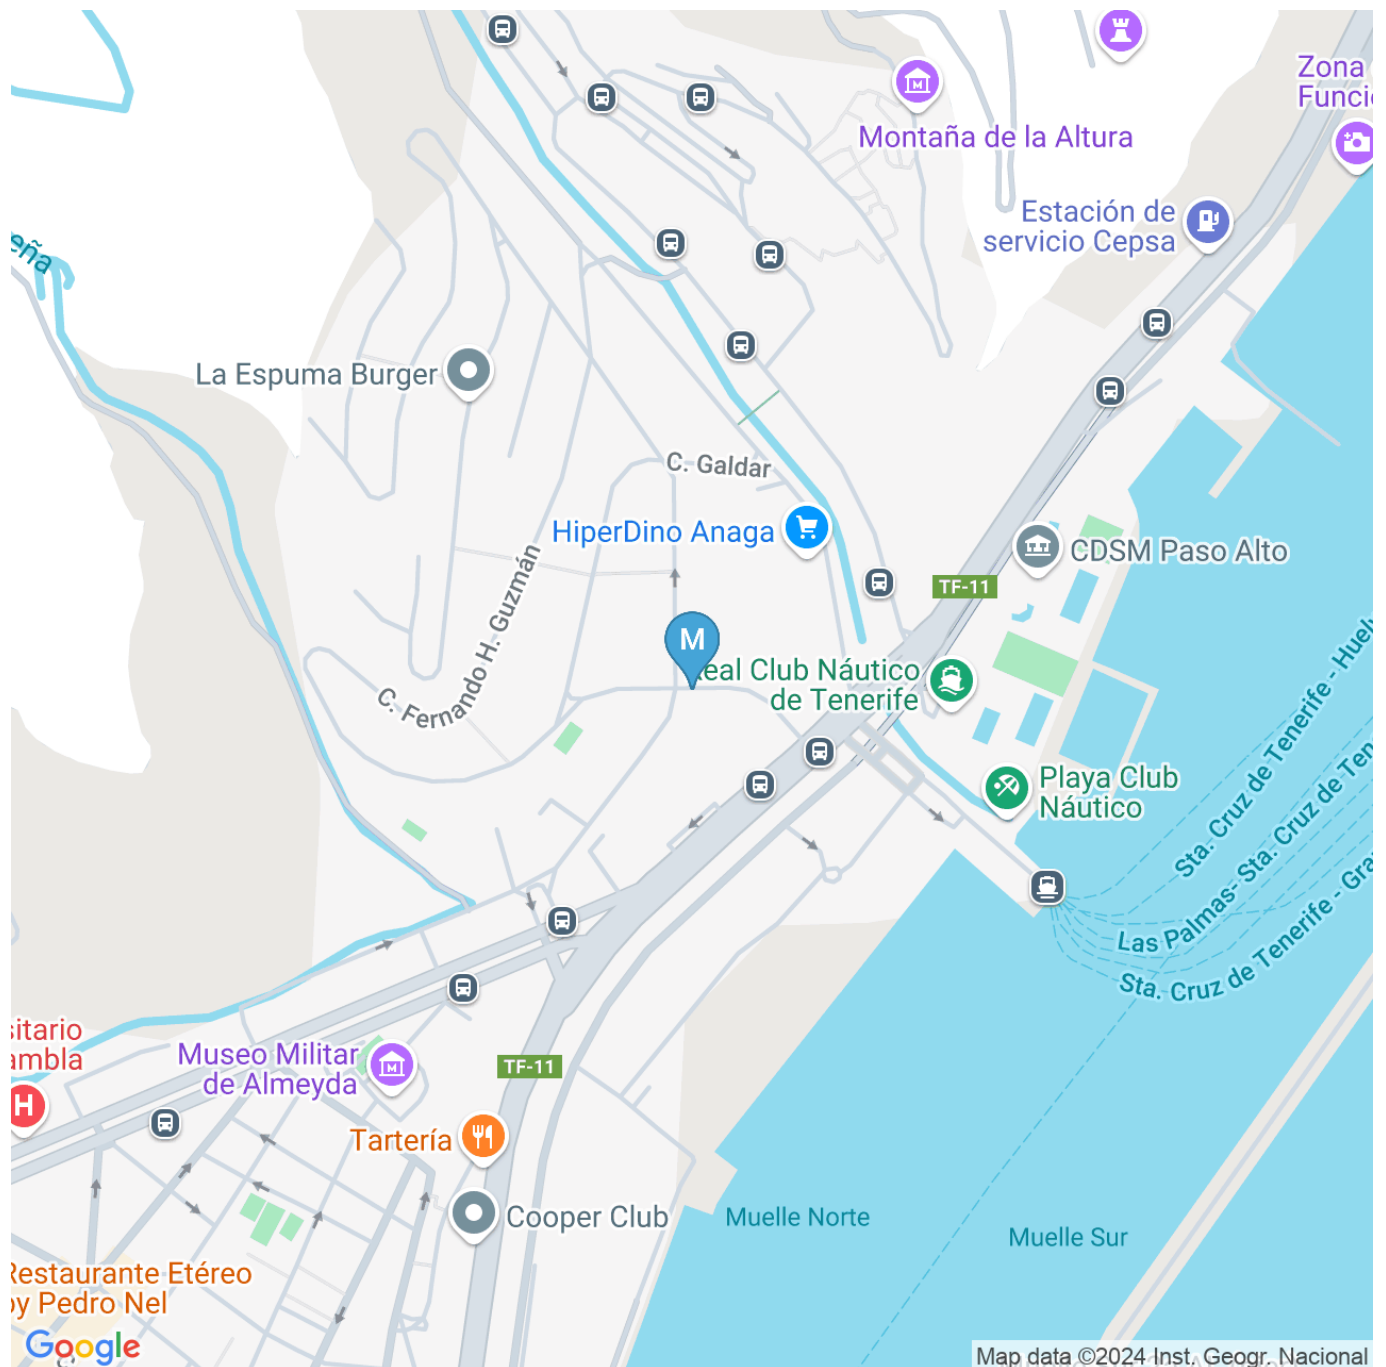 Zona
Funci
Montaña de la Altura
Estación de
servicio Cepsa
eña
La Espuma Burger
C. Galdar
HiperDino Anaga
CDSM Paso Alto
TF-11
C. Fernando H. Guzmán
M
eal Club Náutico
de Tenerife
Playa Club
Náutico
Sta. Cruz de Tenerife - Huelv
Las Palmas- Sta. Cruz de Ten
Sta. Cruz de Tenerife - Gra
sitario
ambla
H
Museo Militar
de Almeyda
TF-11
Tartería
Cooper Club
Muelle Norte
Muelle Sur
Restaurante Etéreo
by Pedro Nel
Google
Map data ©2024 Inst. Geogr. Nacional